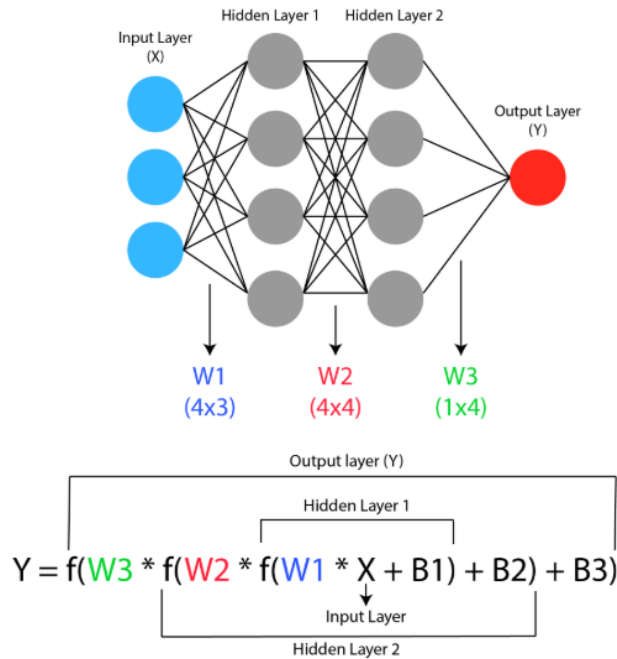 Hidden Layer 1
Hidden Layer 2
Input Layer
(X)
Output Layer
(Y)
W1
(4x3)
W2
(4x4)
W3
(1x4)
Output layer (Y)
Hidden Layer 1
Y = f(W3 * f(W2 * f(W1 * X + B1) + B2) + B3)
Input Layer
Hidden Layer 2